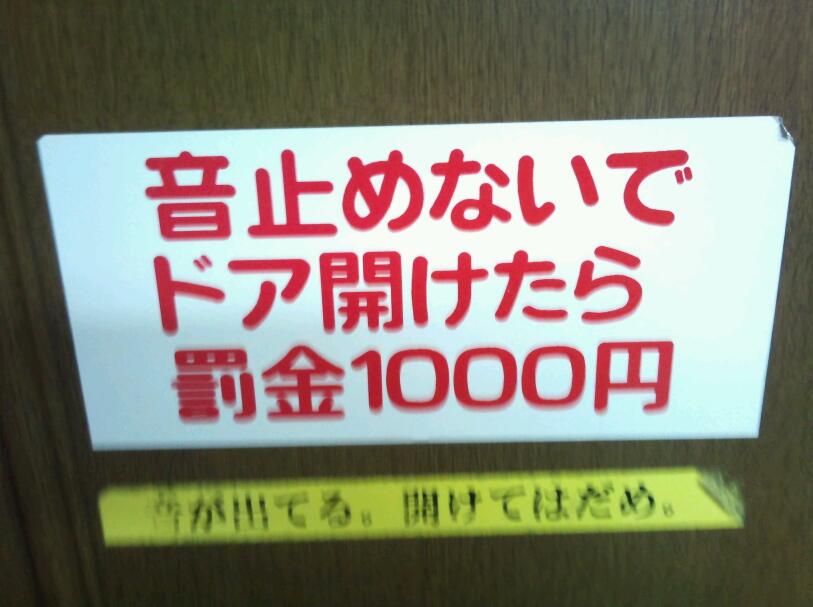 音止めないで
ドア開けたら
罰金1000円
音が出てる。開けてはだめ。